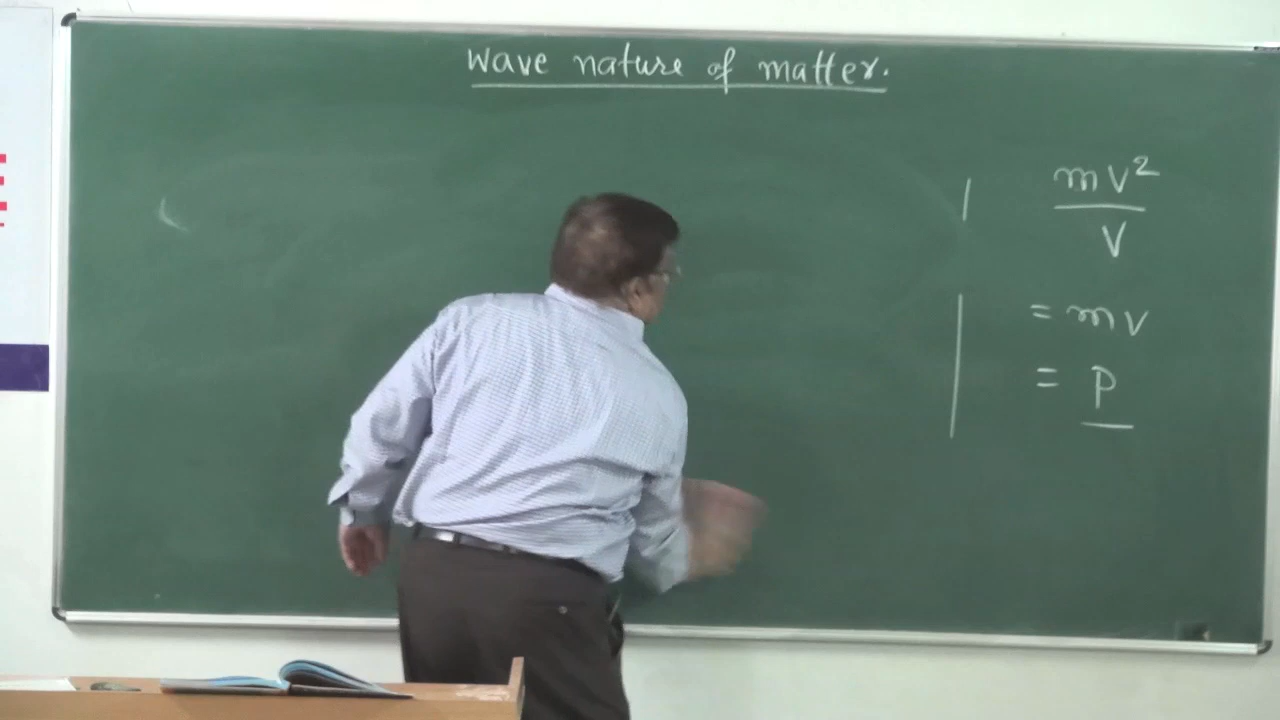 Wave nature of matter.
mv²
v
= mv
= p